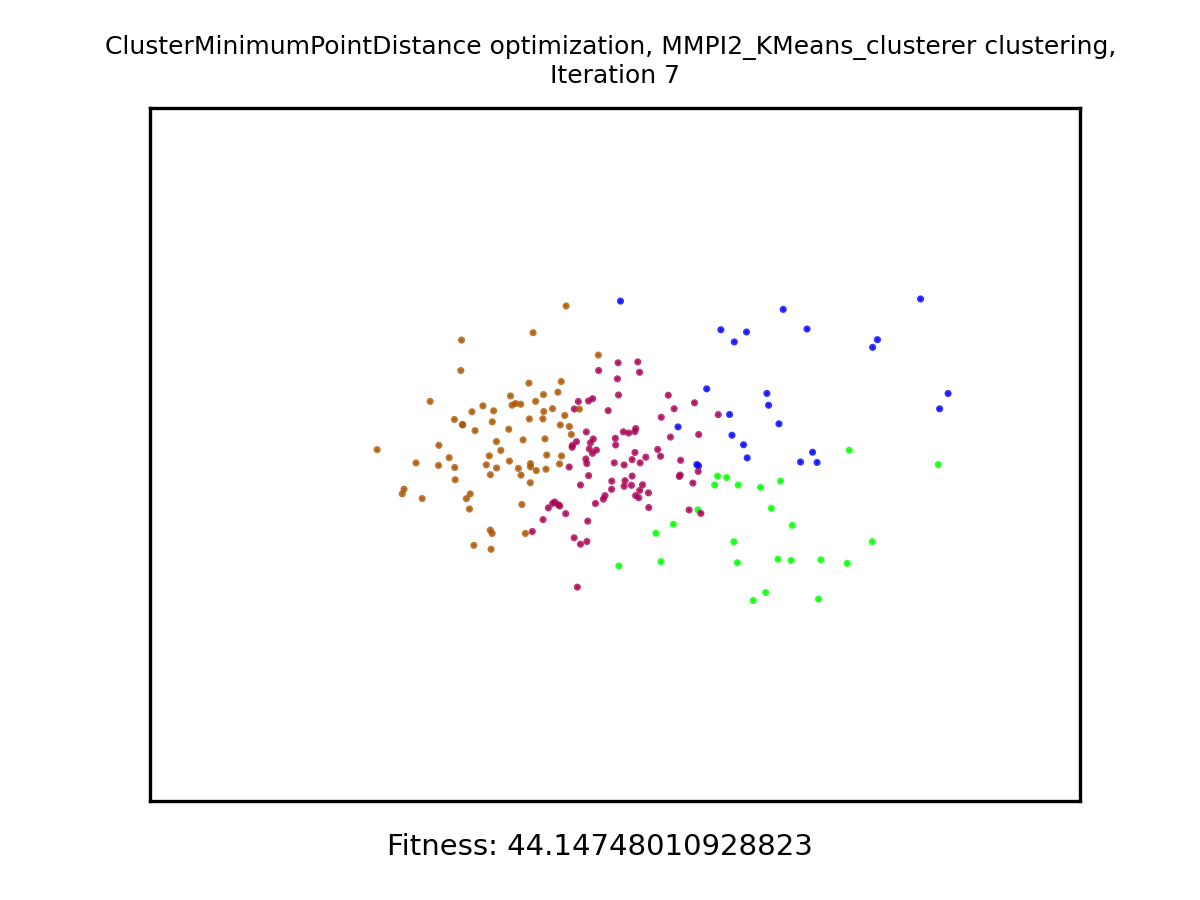 ClusterMinimumPointDistance optimization, MMPI2_KMeans_clusterer clustering,
Iteration 7
Fitness: 44.14748010928823